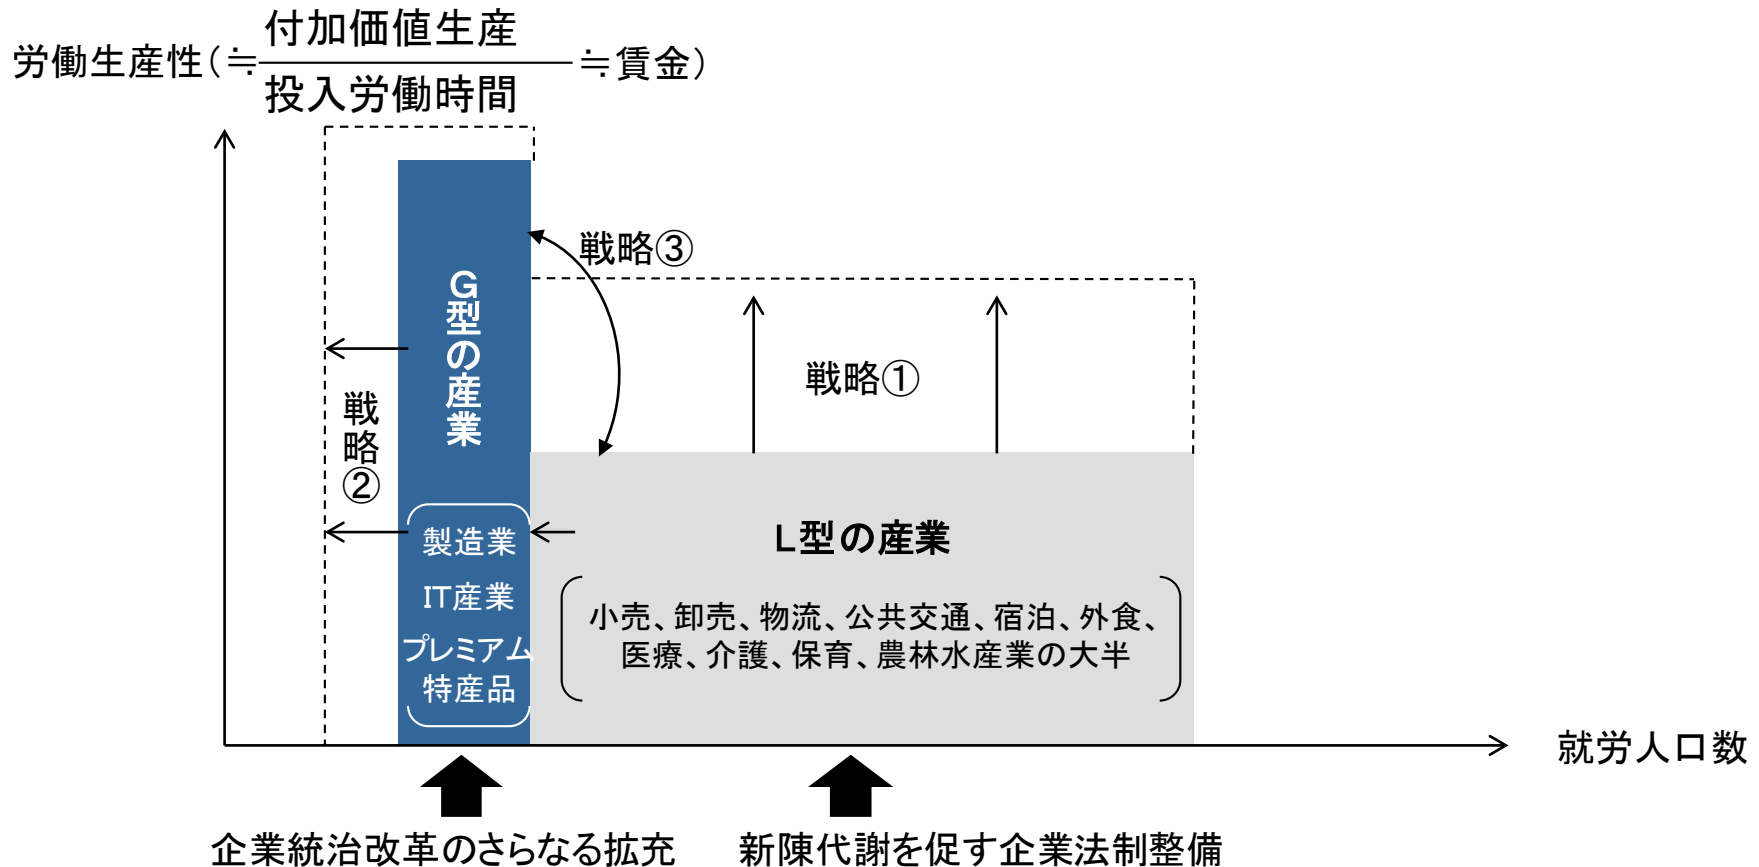 付加価値生産
労働生産性(≒ ≒賃金)
投入労働時間
戦略③
G型の産業
戦略①
戦略②
製造業
L型の産業
IT産業
小売、卸売、物流、公共交通、宿泊、外食、
プレミアム
医療、介護、保育、農林水産業の大半
特産品
就労人口数
企業統治改革のさらなる拡充
新陳代謝を促す企業法制整備